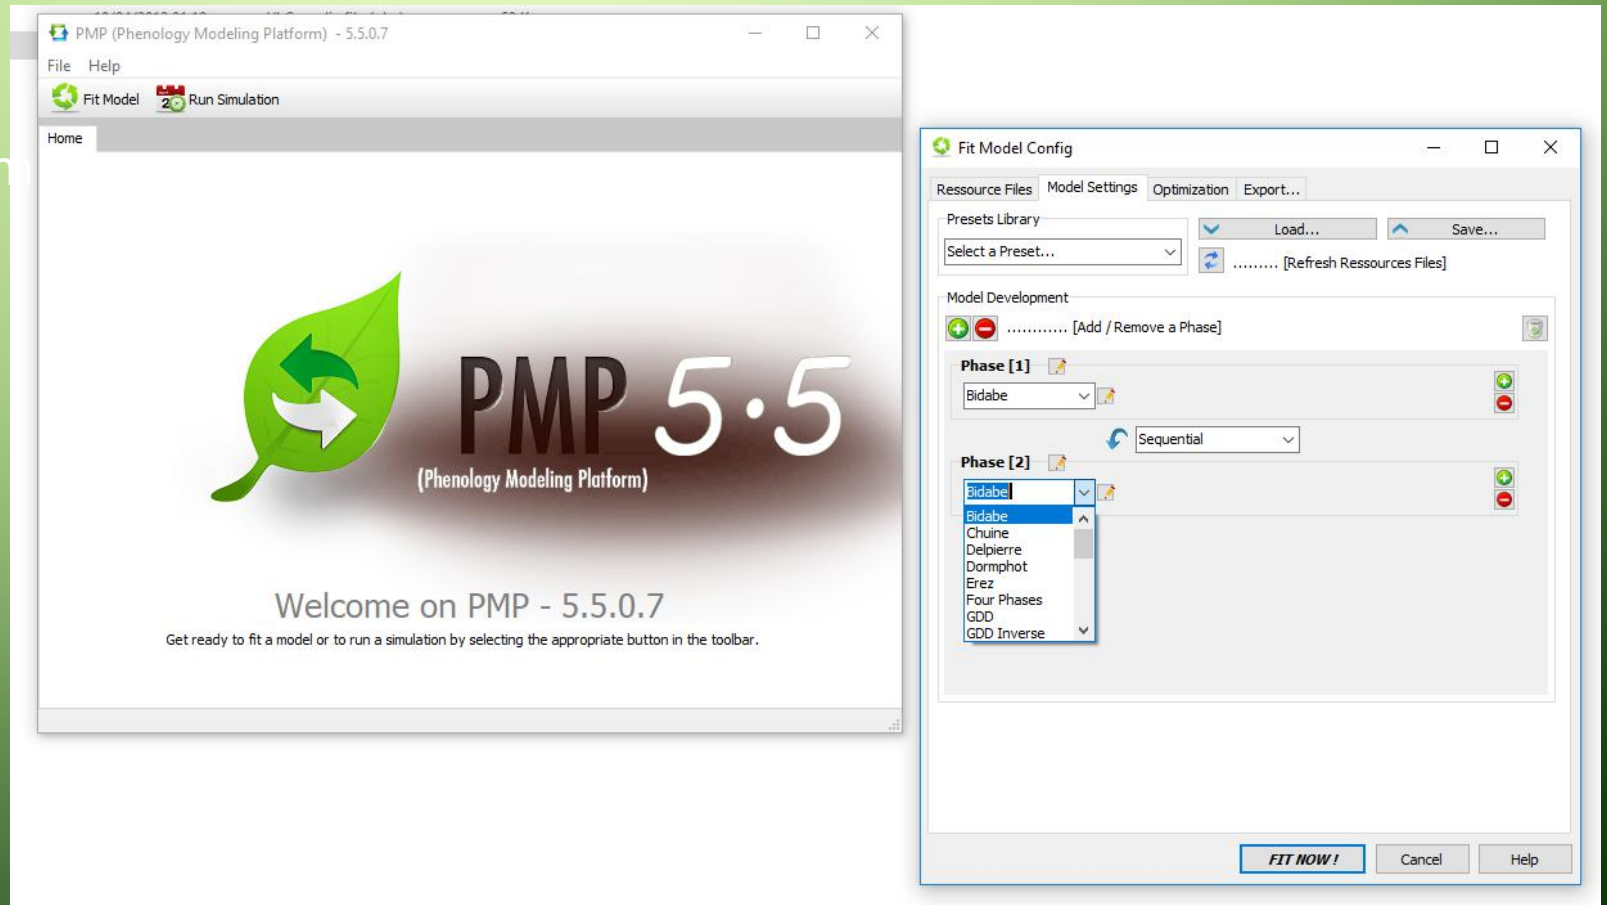 PMP (Phenology Modeling Platform) - 5.5.0.7
File Help
Fit Model Run Simulation
Home
PMP 5.5
(Phenology Modeling Platform)
Welcome on PMP - 5.5.0.7
Get ready to fit a model or to run a simulation by selecting the appropriate button in the toolbar.
Fit Model Config
Ressource Files Model Settings Optimization Export...
Presets Library
Load... Save...
Select a Preset...
......... [Refresh Ressources Files]
Model Development
............ [Add / Remove a Phase]
Phase [1]
Bidabe
Sequential
Phase [2]
Bidabe
Bidabe
Chuine
Delpierre
Dormphot
Erez
Four Phases
GDD
GDD Inverse
FIT NOW ! Cancel Help